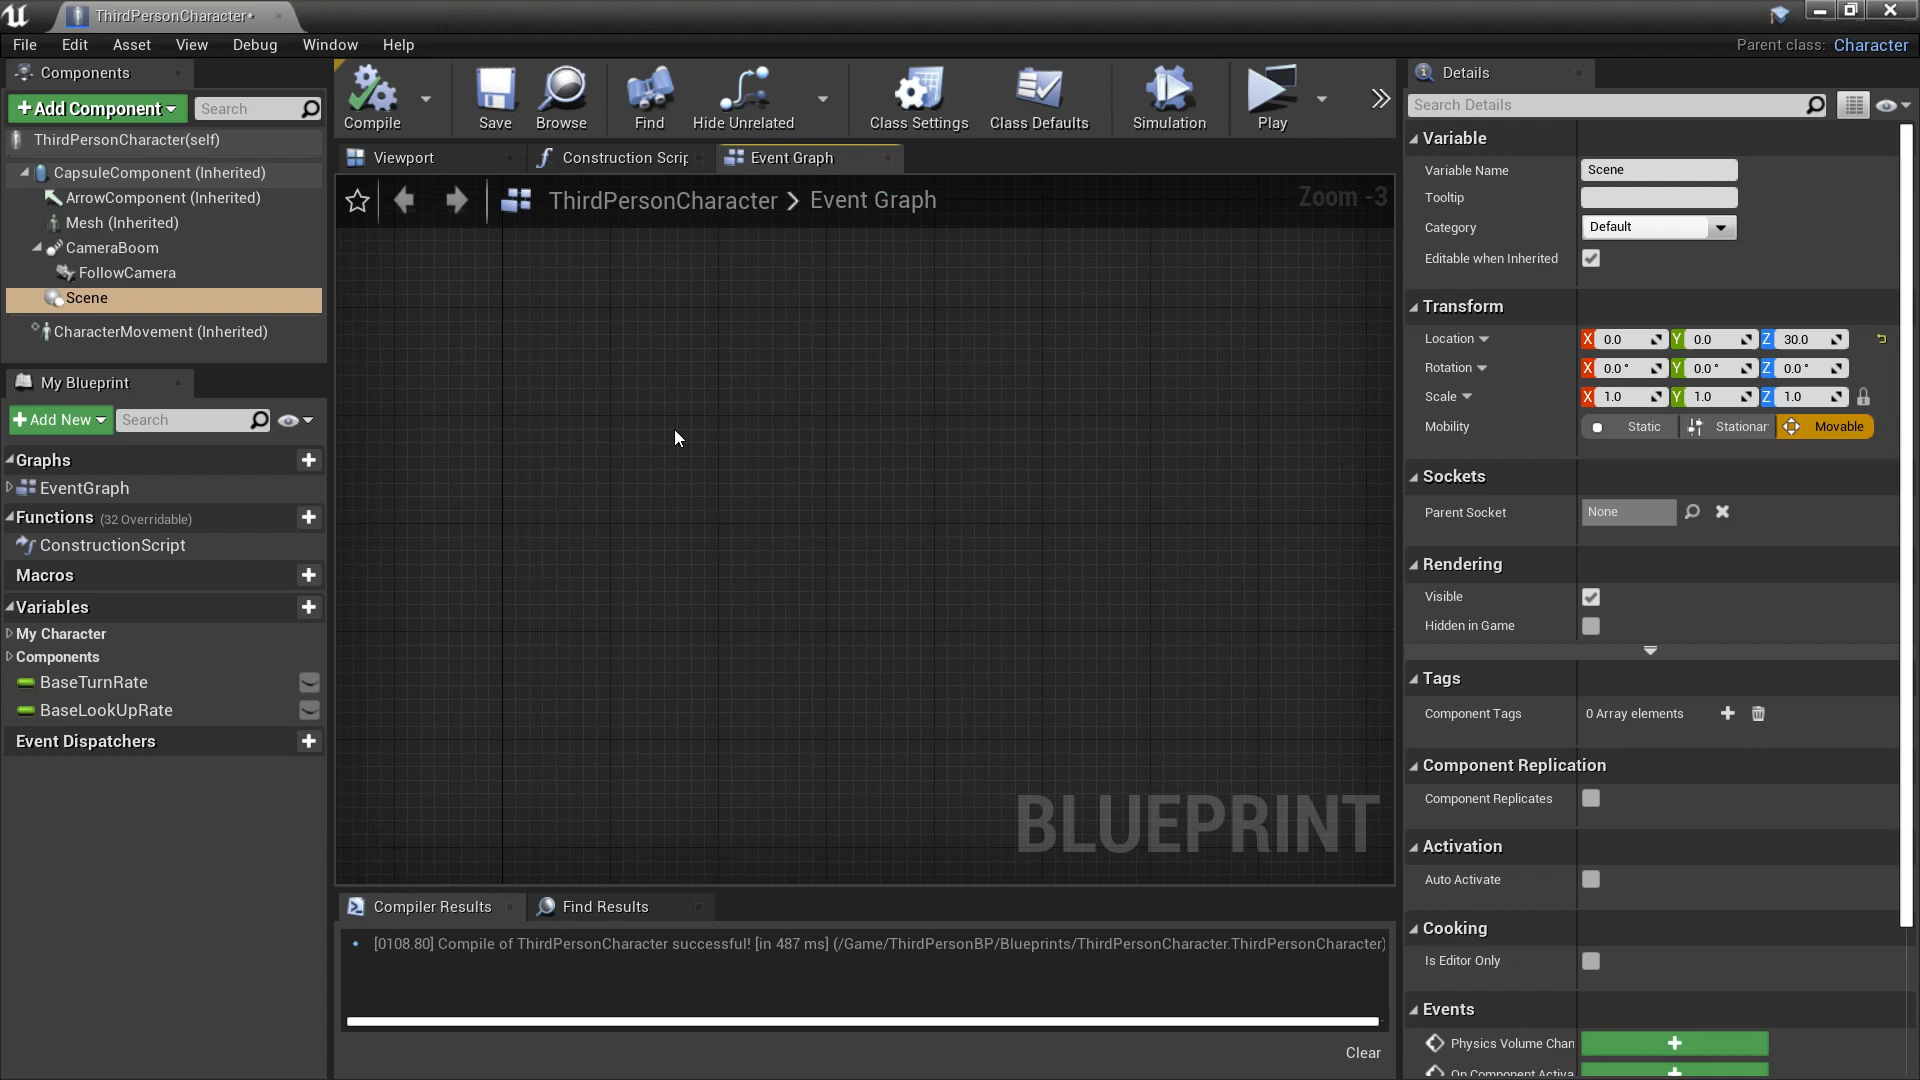 ThirdPersonCharacter*
File Edit Asset View Debug Window Help
Parent class: Character
Components
+Add Component
Search
ThirdPersonCharacter(self)
CapsuleComponent (Inherited)
ArrowComponent (Inherited)
Mesh (Inherited)
CameraBoom
FollowCamera
Scene
CharacterMovement (Inherited)
My Blueprint
+Add New
Search
Graphs
EventGraph
Functions (32 Overridable)
ConstructionScript
Macros
Variables
My Character
Components
BaseTurnRate
BaseLookUpRate
Event Dispatchers
Compile
Save
Browse
Find
Hide Unrelated
Class Settings
Class Defaults
Simulation
Play
Viewport
Construction Scrip
Event Graph
ThirdPersonCharacter > Event Graph
Zoom -3
BLUEPRINT
Compiler Results
Find Results
[0108.80] Compile of ThirdPersonCharacter successful! [in 487 ms] (/Game/ThirdPersonBP/Blueprints/ThirdPersonCharacter.ThirdPersonCharacter)
Clear
Details
Search Details
Variable
Variable Name Scene
Tooltip
Category Default
Editable when Inherited
Transform
Location X 0.0 Y 0.0 Z 30.0
Rotation X 0.0 ° Y 0.0 ° Z 0.0 °
Scale X 1.0 Y 1.0 Z 1.0
Mobility Static Stationar Movable
Sockets
Parent Socket None
Rendering
Visible
Hidden in Game
Tags
Component Tags 0 Array elements
Component Replication
Component Replicates
Activation
Auto Activate
Cooking
Is Editor Only
Events
Physics Volume Chan
On Component Activa